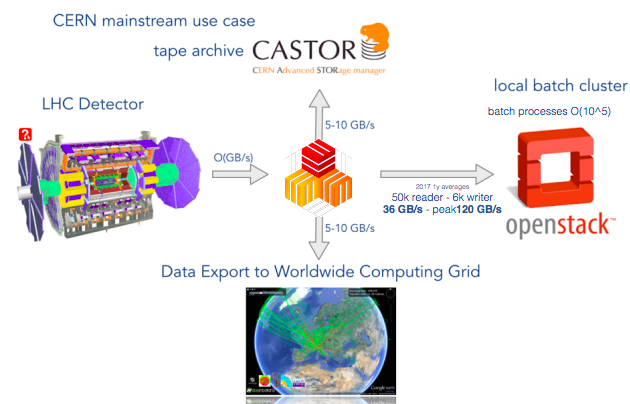 CERN mainstream use case
tape archive
CASTOR
CERN Advanced STORage manager
local batch cluster
LHC Detector
batch processes O(10^5)
?
5-10 GB/s
O(GB/s)
2017 1y averages
50k reader - 6k writer
36 GB/s - peak120 GB/s
openstack™
5-10 GB/s
Data Export to Worldwide Computing Grid